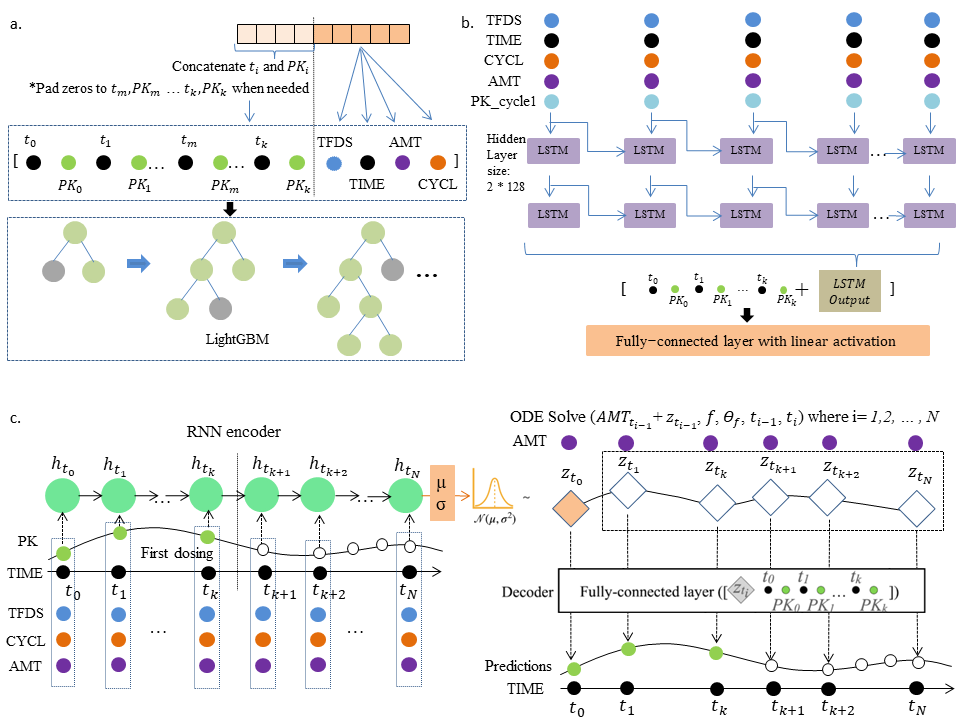 a.
Concatenate t_i and PK_i
*Pad zeros to t_m, PK_m … t_k, PK_k when needed
t_0 t_1 t_m t_k TFDS AMT
[ … … ]
PK_0 PK_1 PK_m PK_k TIME CYCL
…
LightGBM
b.
TFDS
TIME
CYCL
AMT
PK_cycle1
Hidden
Layer
size:
2 * 128
LSTM LSTM LSTM LSTM … LSTM
LSTM LSTM LSTM LSTM … LSTM
[ t_0 PK_0 t_1 PK_1 … t_k PK_k + LSTM Output ]
Fully−connected layer with linear activation
c.
RNN encoder
h_{t_0} h_{t_1} h_{t_k} h_{t_{k+1}} h_{t_{k+2}} h_{t_N}
… …
μ
σ
𝒩(μ, σ²)
~
PK
First dosing
TIME
t_0 t_1 t_k t_{k+1} t_{k+2} t_N
TFDS
CYCL
… …
AMT
ODE Solve (AMT_{t_{i−1}} + z_{t_{i−1}}, f, θ_f, t_{i−1}, t_i) where i= 1,2, … , N
AMT
z_{t_0} z_{t_1} z_{t_k} z_{t_{k+1}} z_{t_{k+2}} z_{t_N}
Decoder
Fully−connected layer ([ z_{t_i} t_0 PK_0 t_1 PK_1 … t_k PK_k ])
Predictions
TIME
t_0 t_1 t_k t_{k+1} t_{k+2} t_N